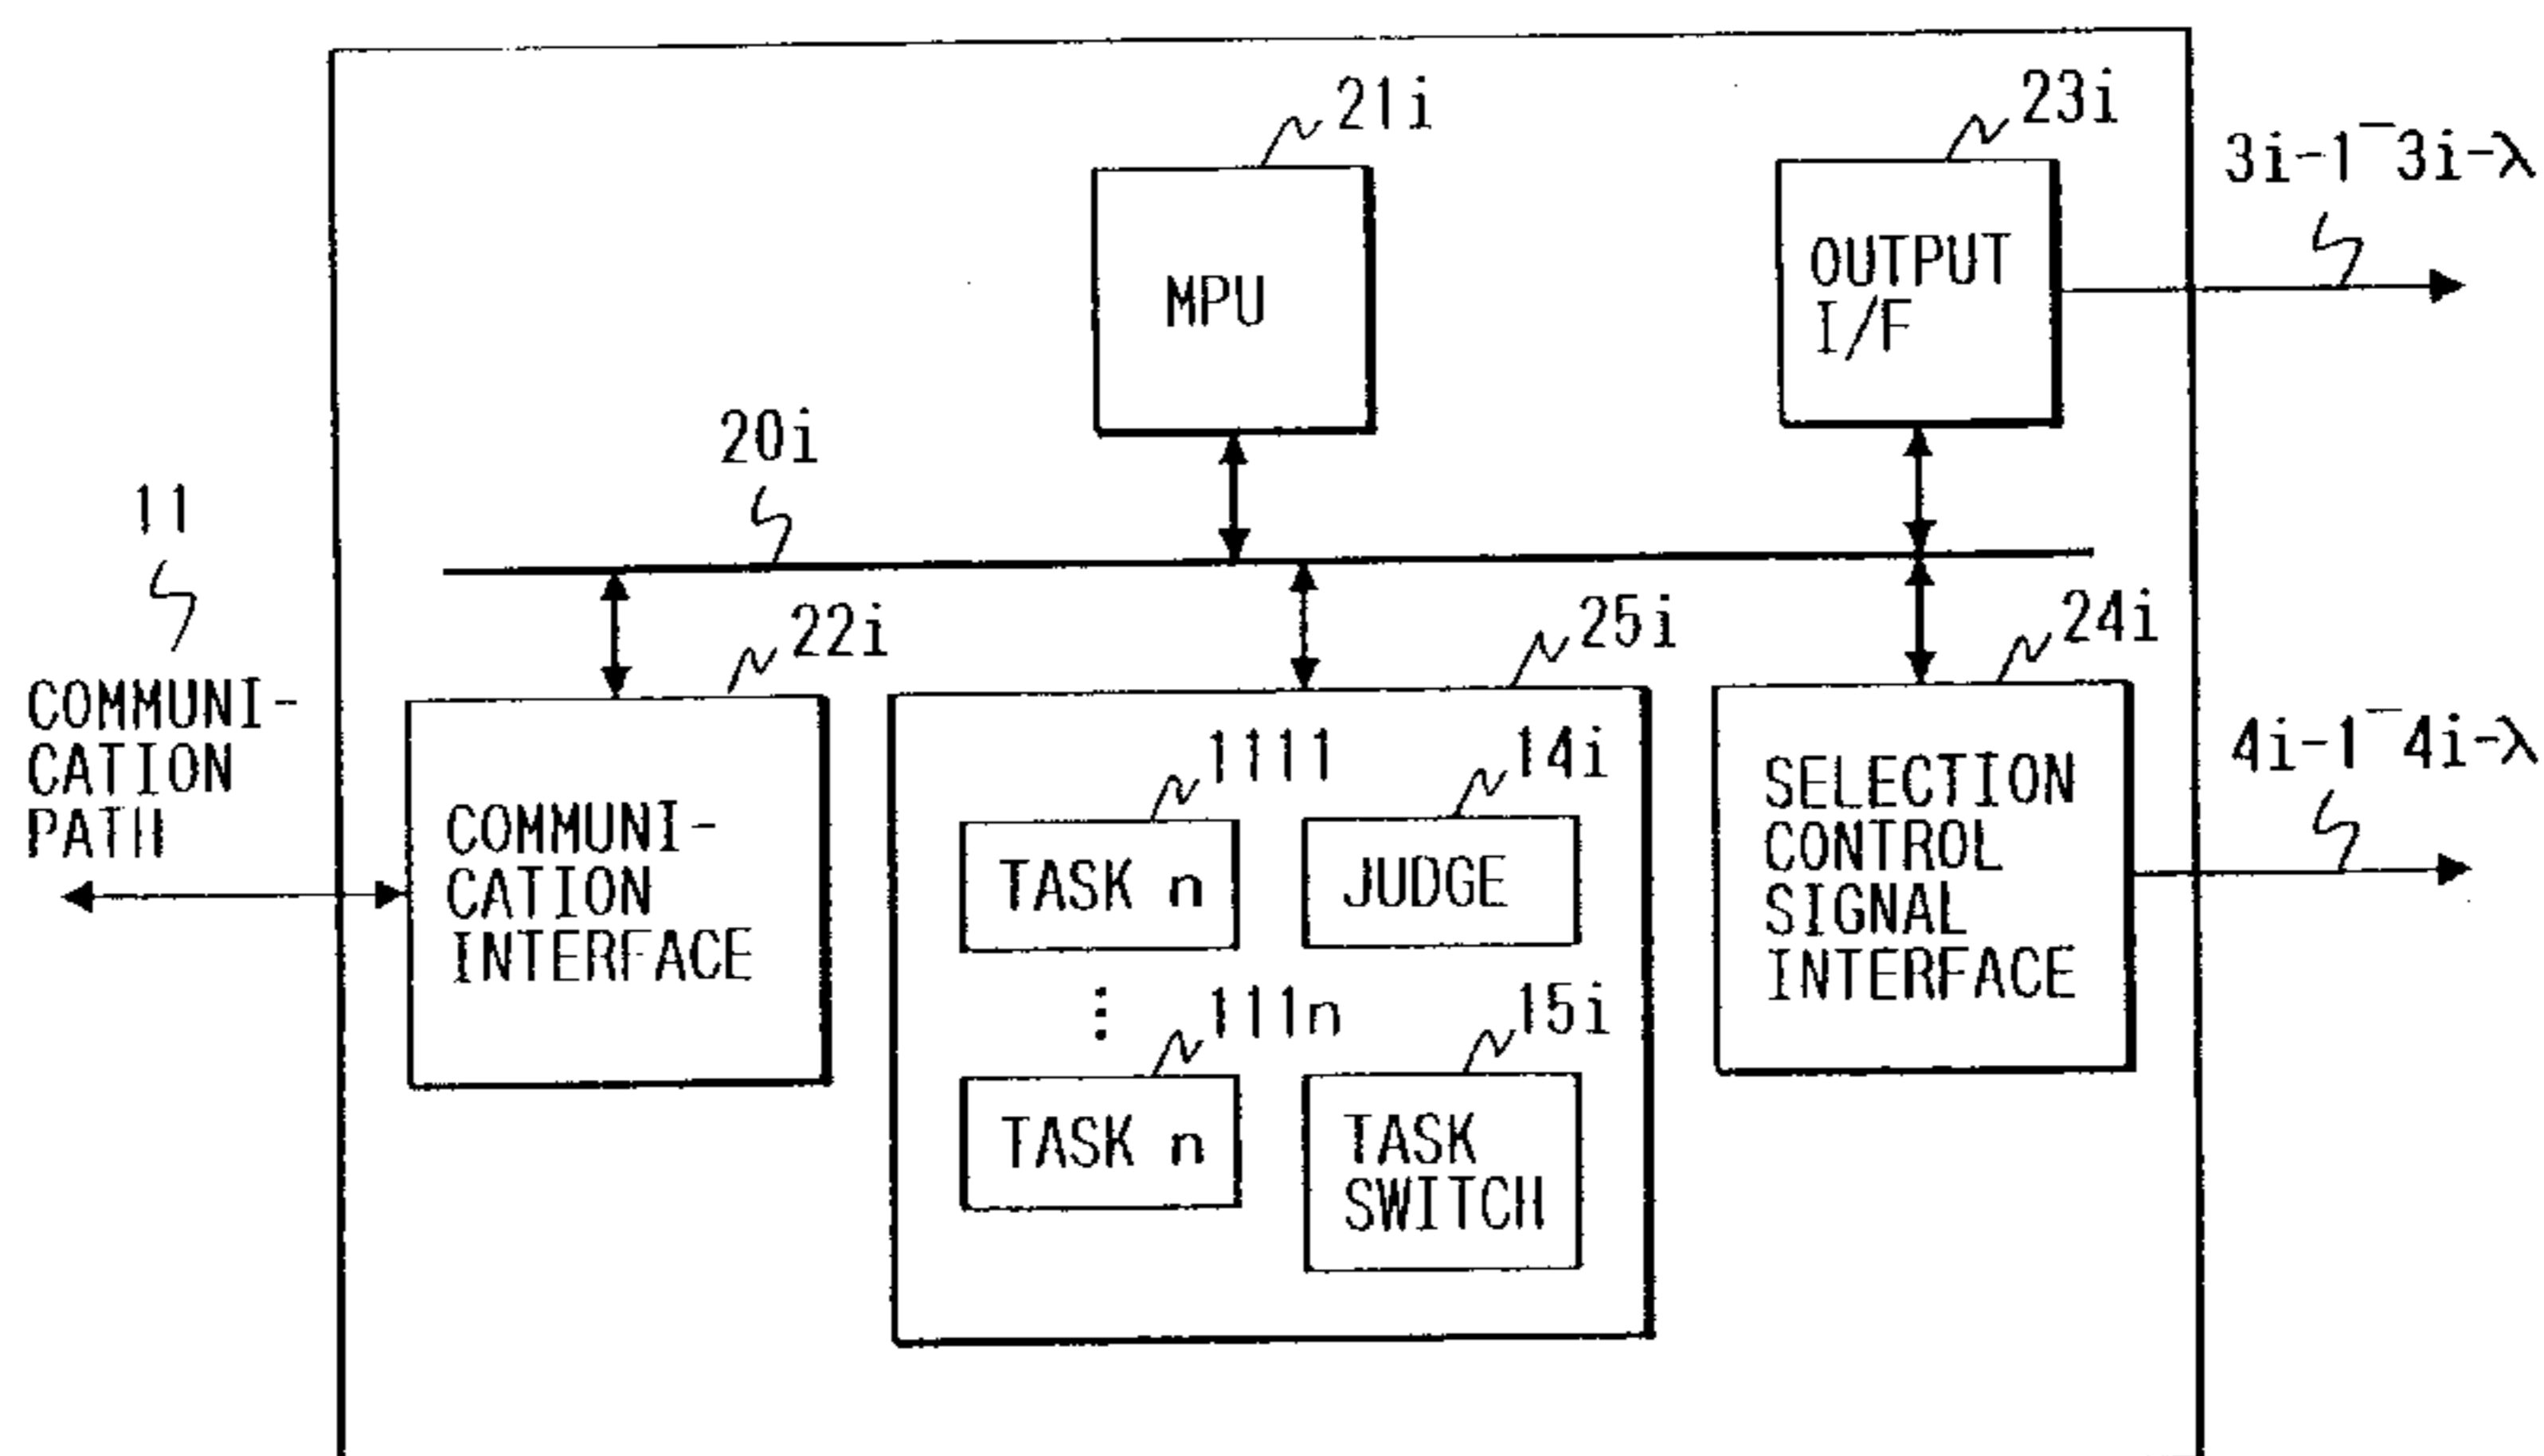 21i
23i
3i-1‾3i-λ
MPU
OUTPUT
I/F
20i
11
22i
25i
24i
COMMUNI-
CATION
PATH
COMMUNI-
CATION
INTERFACE
1111
14i
TASK n
JUDGE
⋮
111n
15i
TASK n
TASK
SWITCH
SELECTION
CONTROL
SIGNAL
INTERFACE
4i-1‾4i-λ